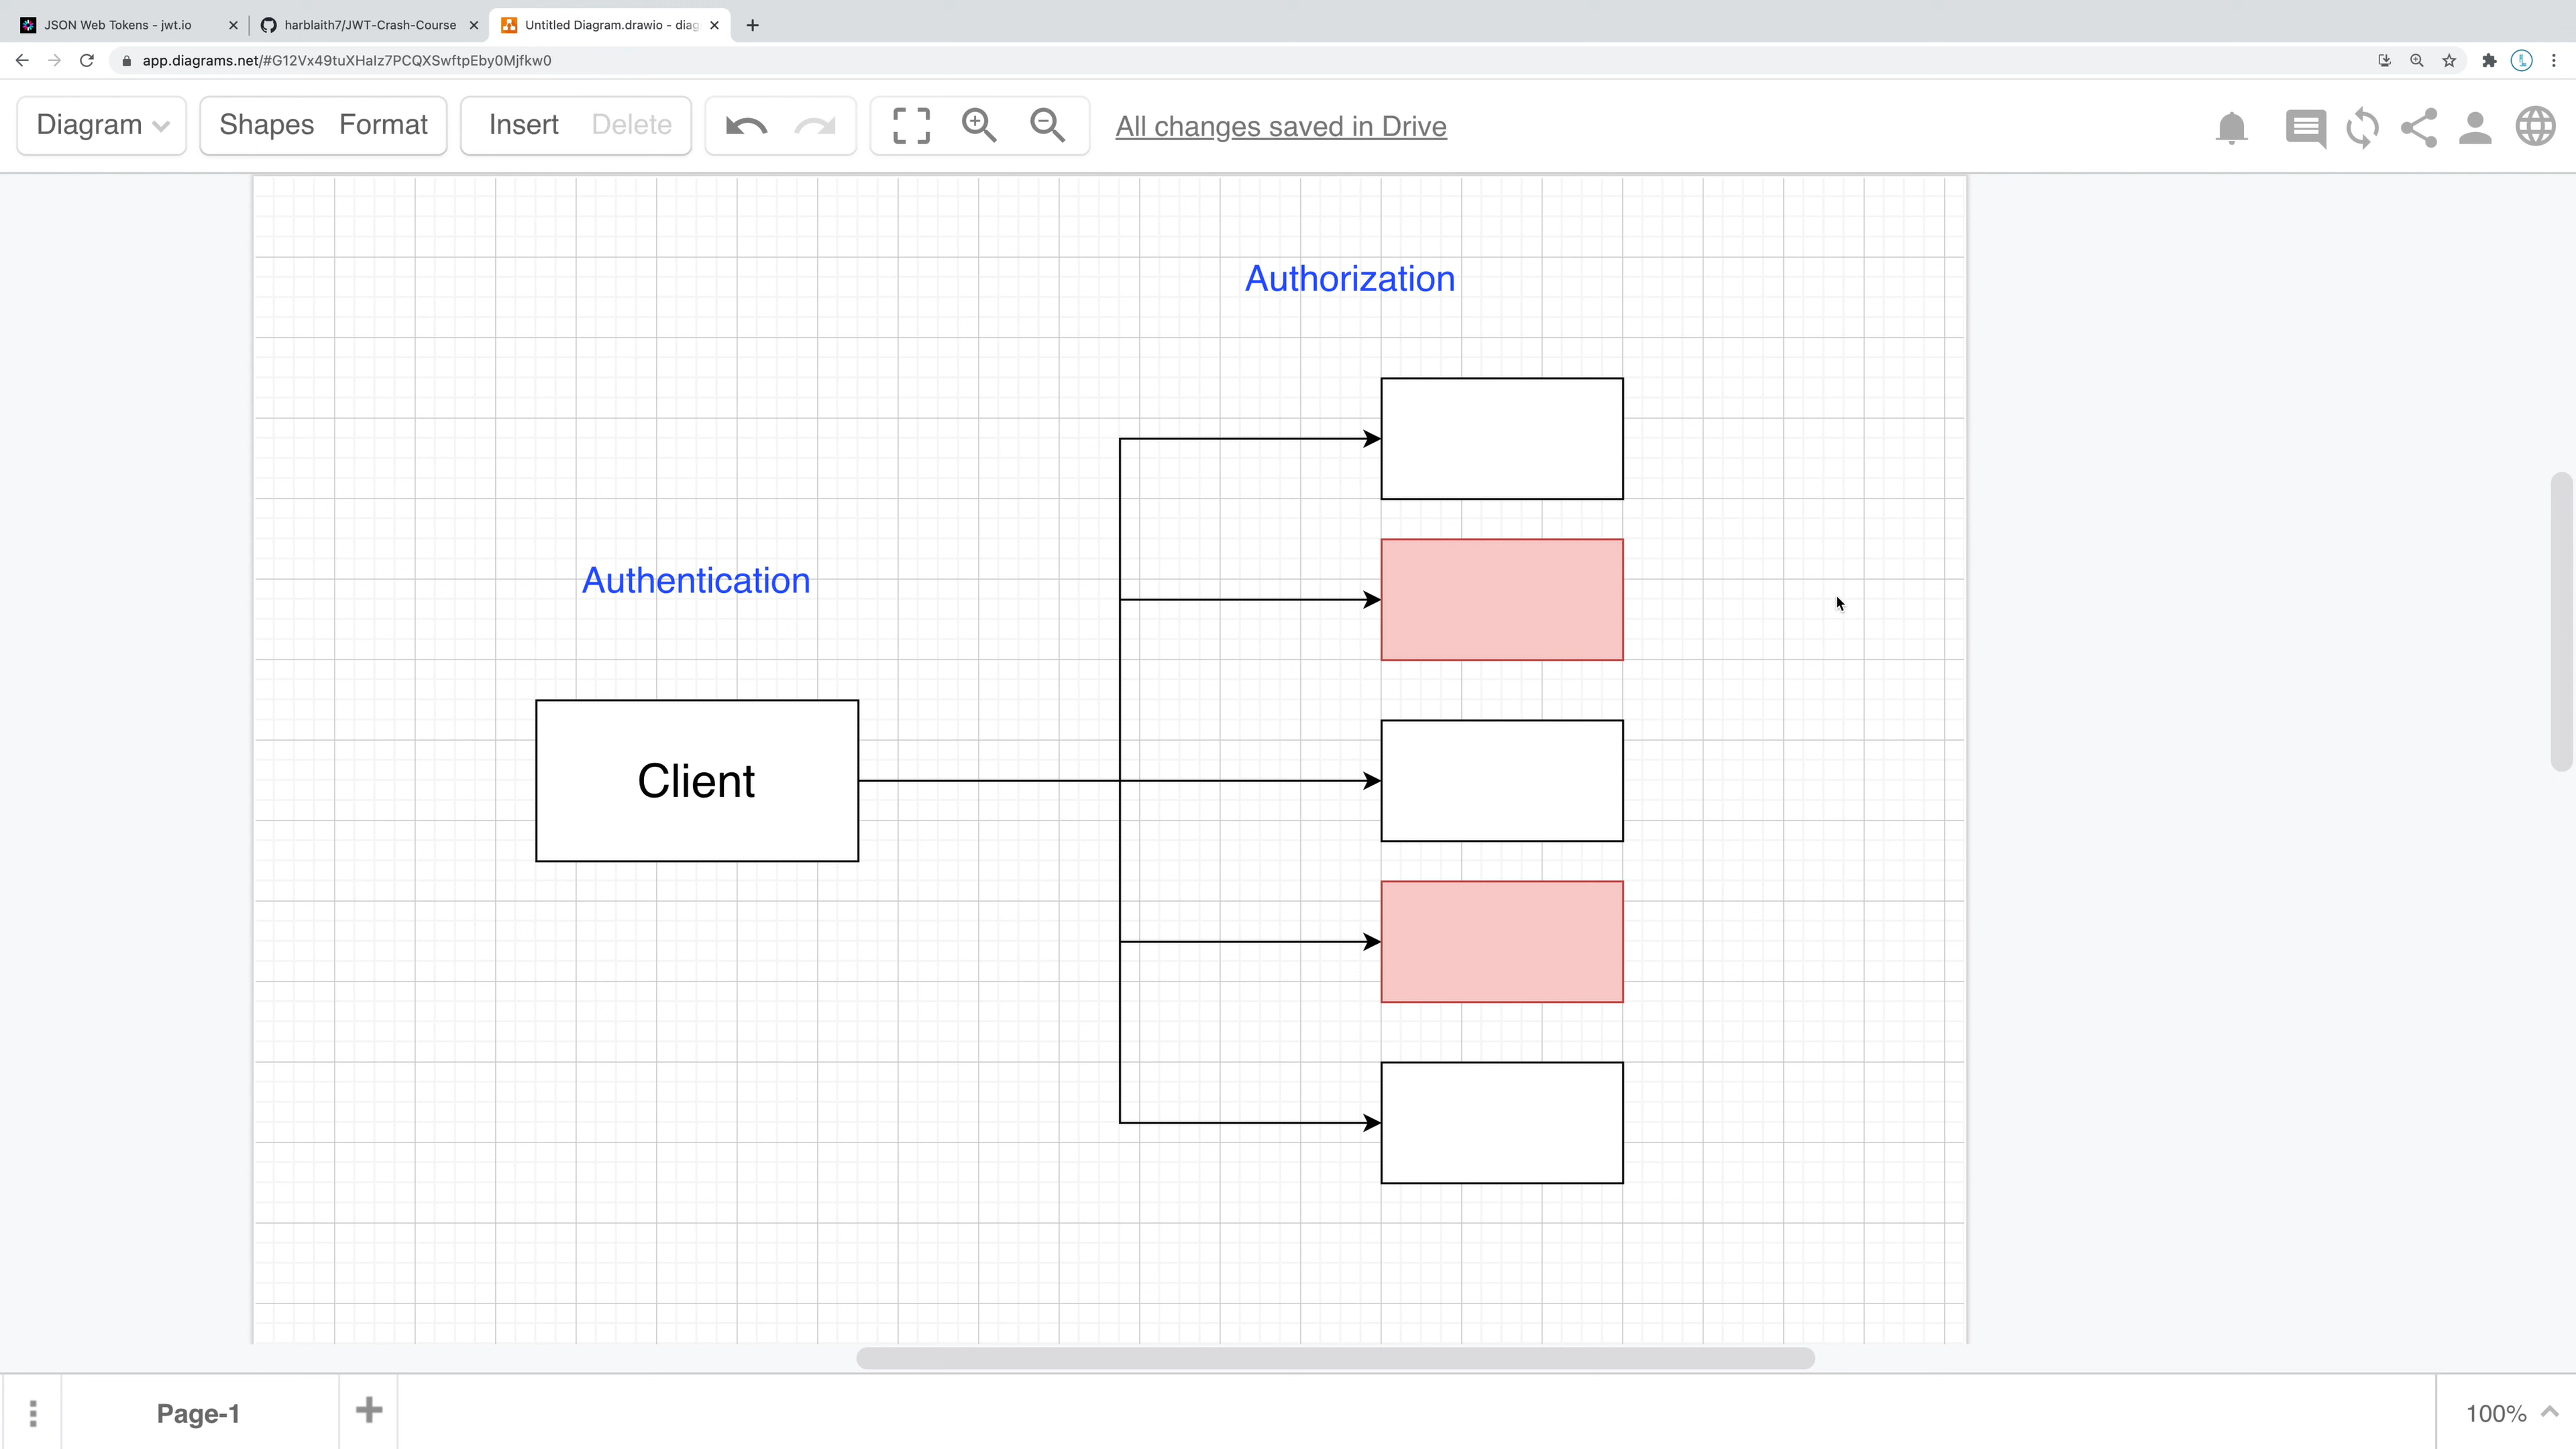 JSON Web Tokens - jwt.io
harblaith7/JWT-Crash-Course
Untitled Diagram.drawio - diag
app.diagrams.net/#G12Vx49tuXHalz7PCQXSwftpEby0Mjfkw0
Diagram
Shapes
Format
Insert
Delete
All changes saved in Drive
Authorization
Authentication
Client
Page-1
100%